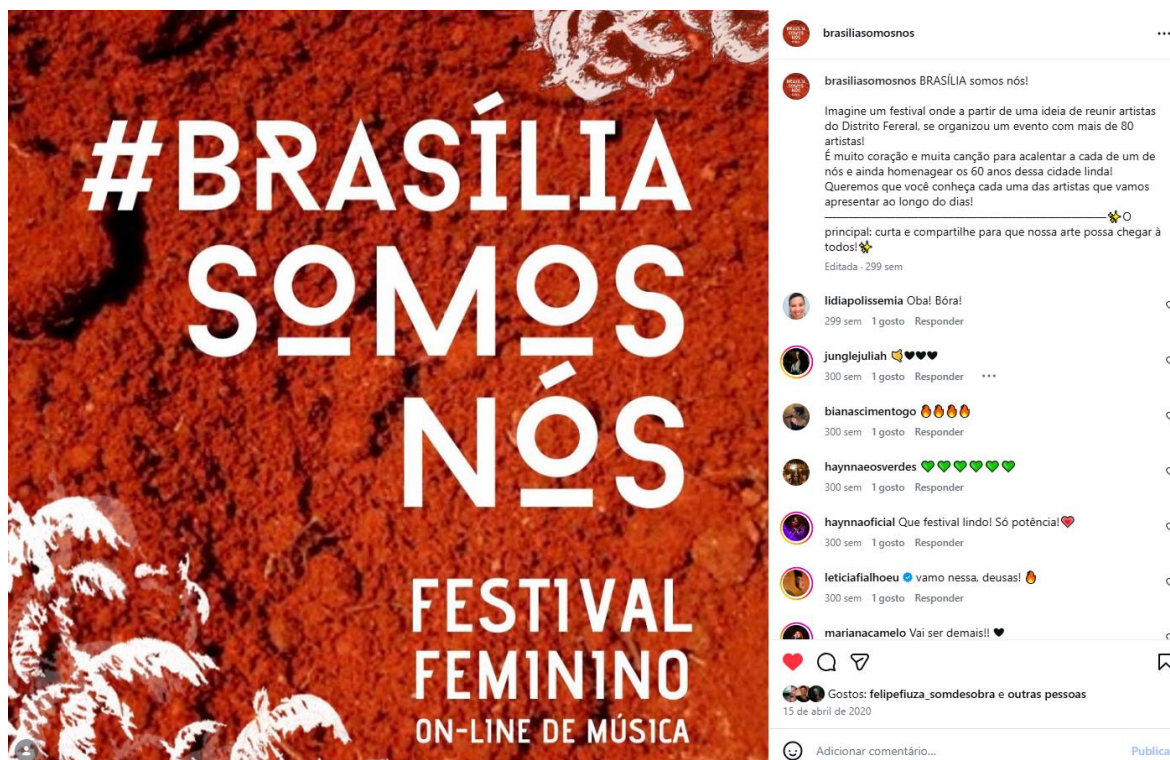 #BRASÍLIA
SOMOS
NÓS
FESTIVAL
FEMININO
ON-LINE DE MÚSICA
brasiliasomosnos
brasiliasomosnos BRASÍLIA somos nós!
Imagine um festival onde a partir de uma ideia de reunir artistas
do Distrito Fereral, se organizou um evento com mais de 80
artistas!
É muito coração e muita canção para acalentar a cada de um de
nós e ainda homenagear os 60 anos dessa cidade linda!
Queremos que você conheça cada uma das artistas que vamos
apresentar ao longo do dias!
————————————————————✨O
principal: curta e compartilhe para que nossa arte possa chegar à
todos!✨
Editada · 299 sem
lidiapolissemia Oba! Bóra!
299 sem 1 gosto Responder
junglejuliah 🤙🖤🖤🖤
300 sem 1 gosto Responder •••
bianascimentogo 🔥🔥🔥🔥
300 sem 1 gosto Responder
haynnaeosverdes 💚💚💚💚💚💚
300 sem 1 gosto Responder
haynnaoficial Que festival lindo! Só potência!❤️
300 sem 1 gosto Responder
leticiafialhoeu vamo nessa, deusas! 🔥
300 sem 1 gosto Responder
marianacamelo Vai ser demais!! 🖤
Gostos: felipefiuza_somdesobra e outras pessoas
15 de abril de 2020
Adicionar comentário...
Publica